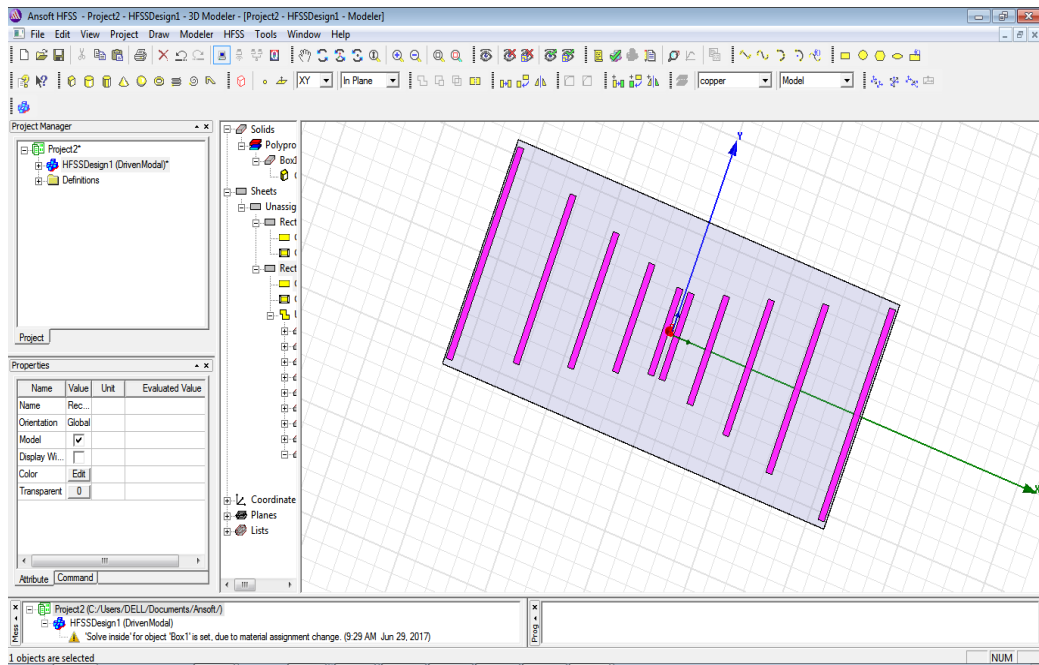 Ansoft HFSS - Project2 - HFSSDesign1 - 3D Modeler - [Project2 - HFSSDesign1 - Modeler]
File Edit View Project Draw Modeler HFSS Tools Window Help
XY In Plane copper Model
Project Manager
Project2*
HFSSDesign1 (DrivenModal)*
Definitions
Project
Properties
Name Value Unit Evaluated Value
Name Rec...
Orientation Global
Model
Display Wi...
Color Edit
Transparent 0
Attribute Command
Solids
Polypro
Box1
Sheets
Unassig
Rect
Rect
Coordinate
Planes
Lists
Y
X
Mess
Project2 (C:/Users/DELL/Documents/Ansoft/)
HFSSDesign1 (DrivenModal)
'Solve inside' for object 'Box1' is set, due to material assignment change. (9:29 AM Jun 29, 2017)
Prog
1 objects are selected
NUM